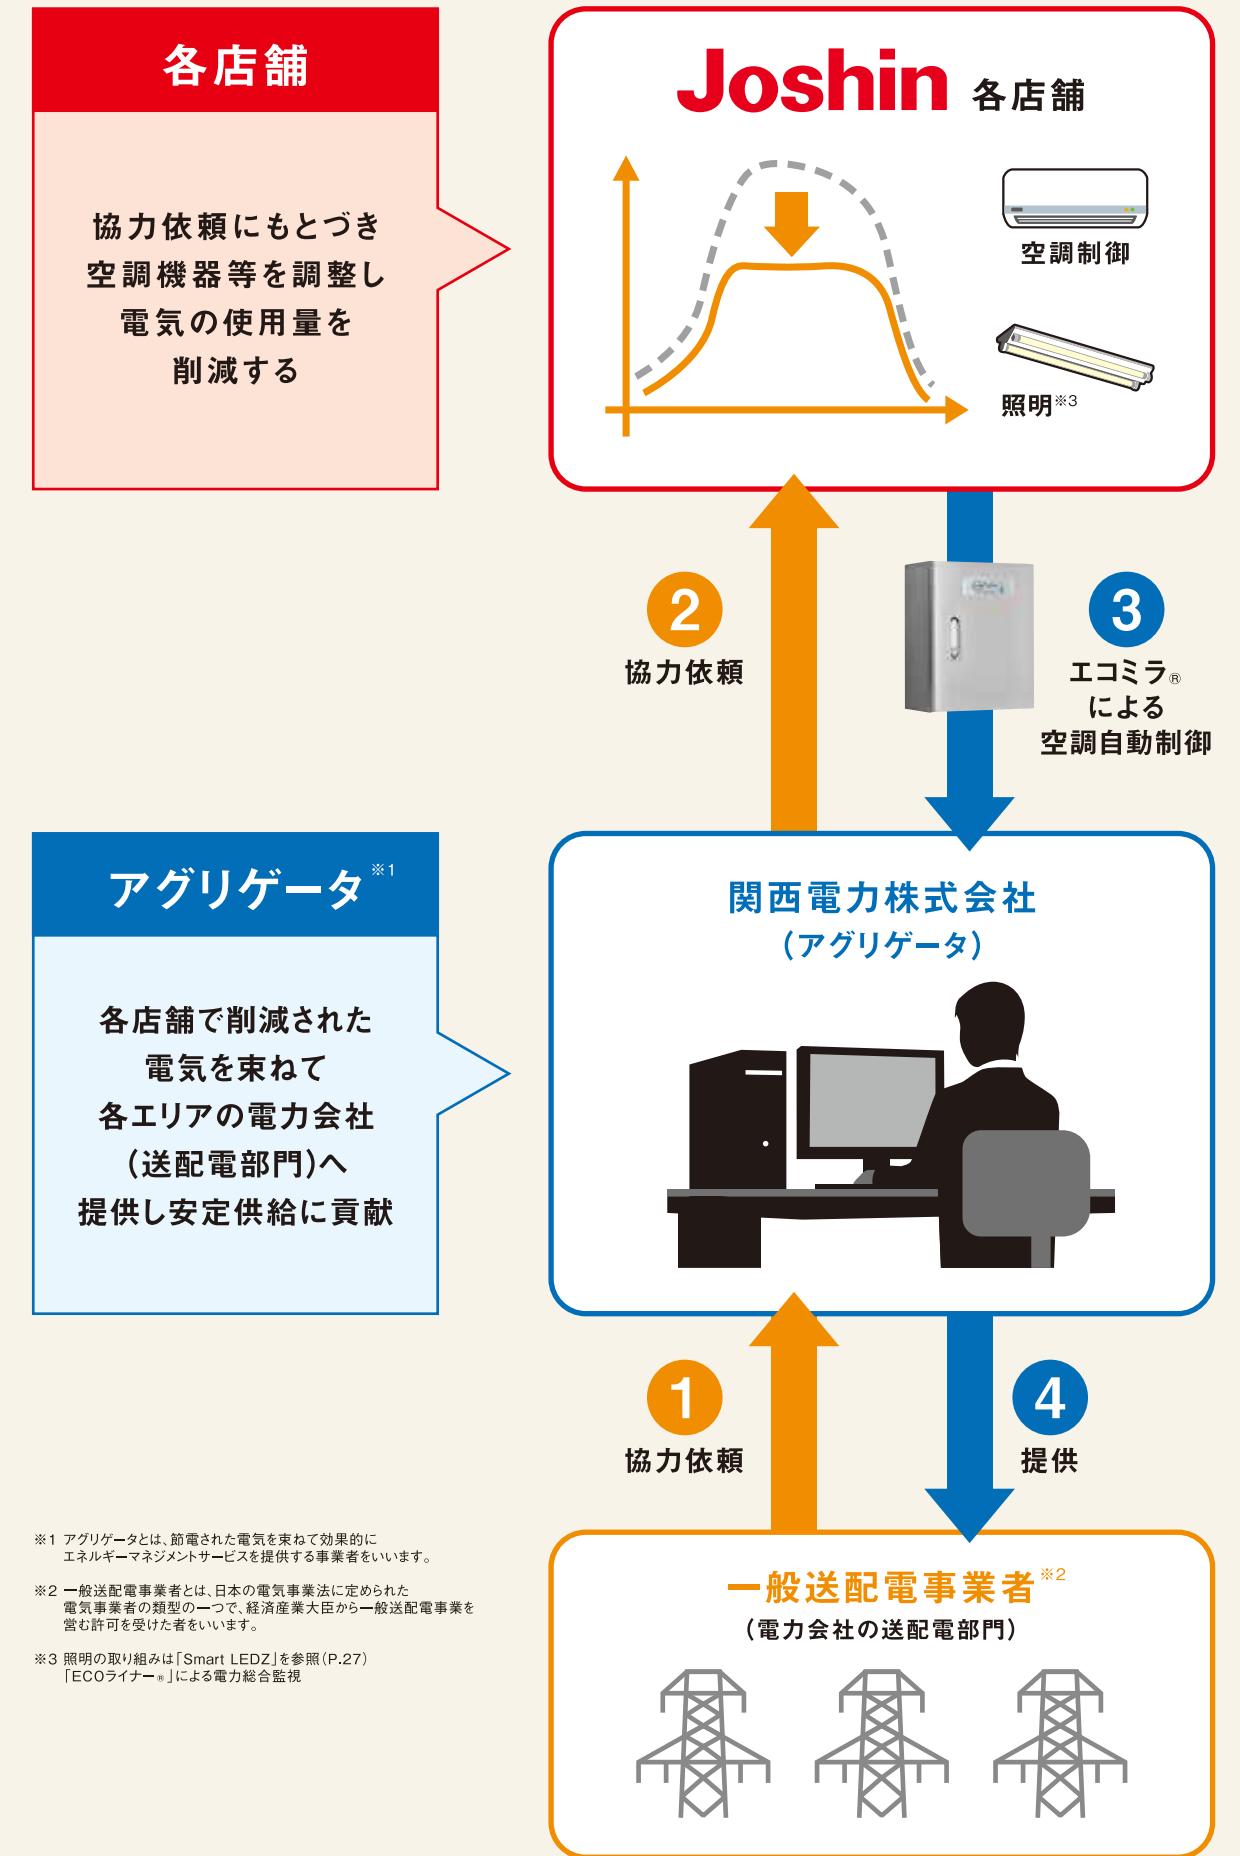 各店舗
協力依頼にもとづき
空調機器等を調整し
電気の使用量を
削減する
Joshin 各店舗
空調制御
照明※3
2
協力依頼
3
エコミラ®
による
空調自動制御
アグリゲータ※1
各店舗で削減された
電気を束ねて
各エリアの電力会社
(送配電部門)へ
提供し安定供給に貢献
関西電力株式会社
(アグリゲータ)
1
協力依頼
4
提供
一般送配電事業者※2
(電力会社の送配電部門)
※1 アグリゲータとは、節電された電気を束ねて効果的に
エネルギーマネジメントサービスを提供する事業者をいいます。
※2 一般送配電事業者とは、日本の電気事業法に定められた
電気事業者の類型の一つで、経済産業大臣から一般送配電事業を
営む許可を受けた者をいいます。
※3 照明の取り組みは「Smart LEDZ」を参照(P.27)
「ECOライナー®」による電力総合監視